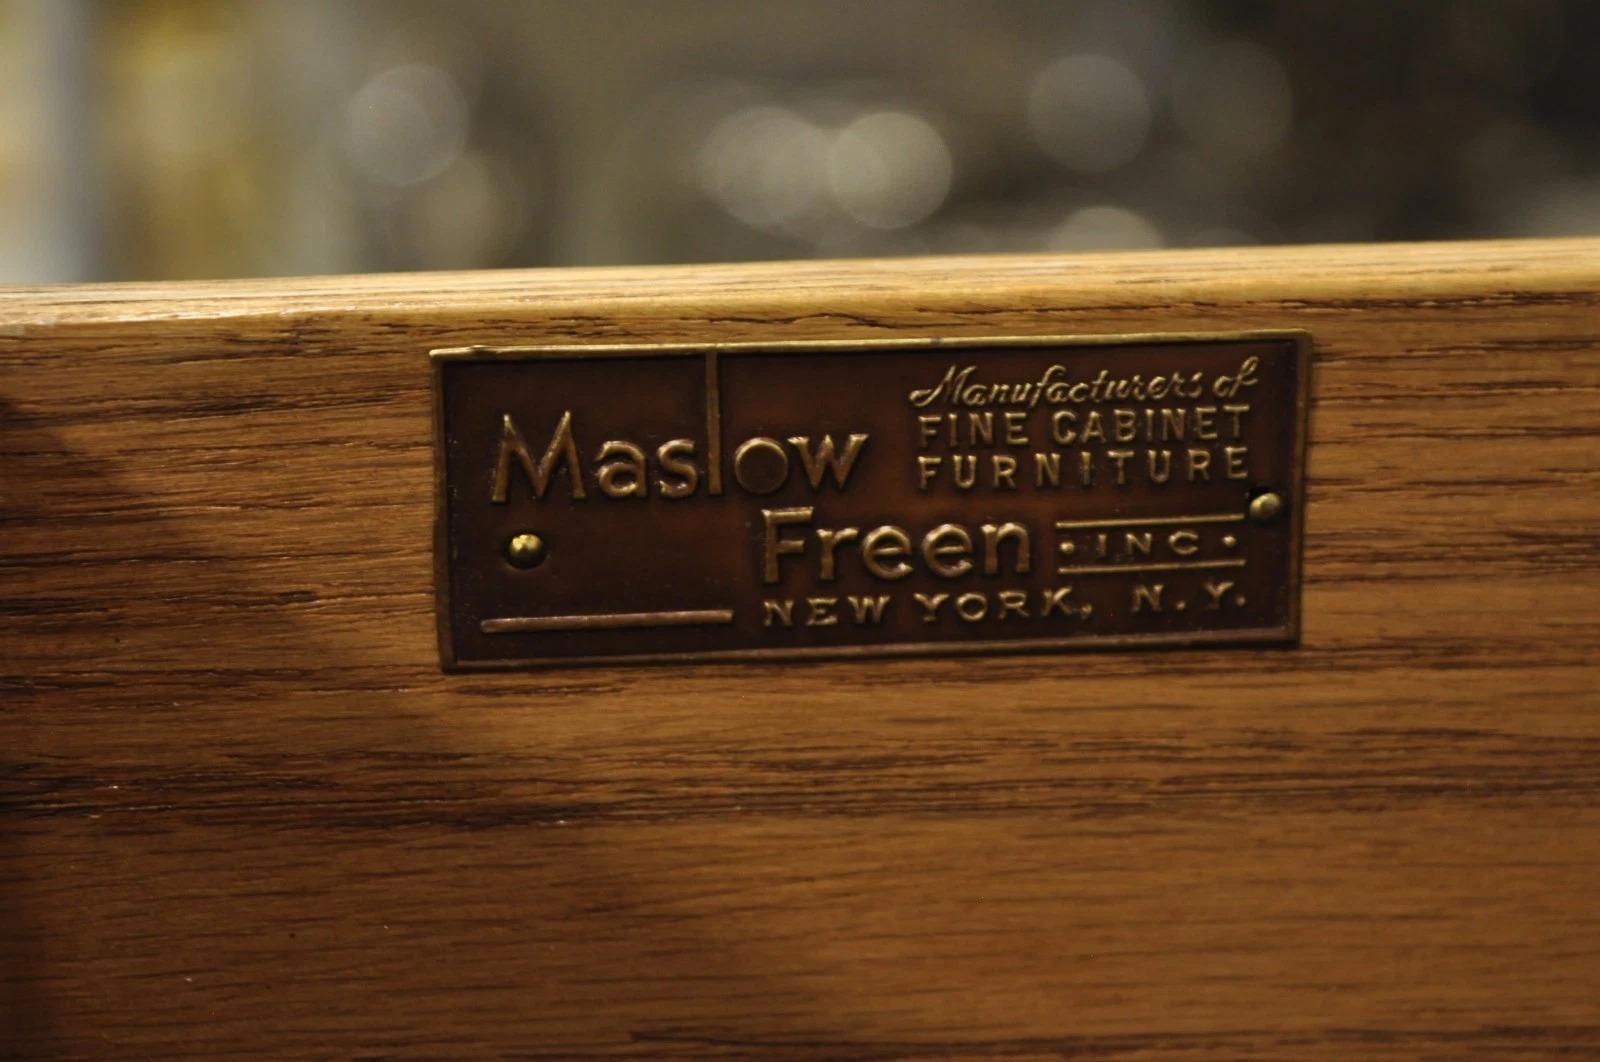 Maslow
Manufacturers of
FINE CABINET
FURNITURE
Freen · INC ·
NEW YORK, N.Y.